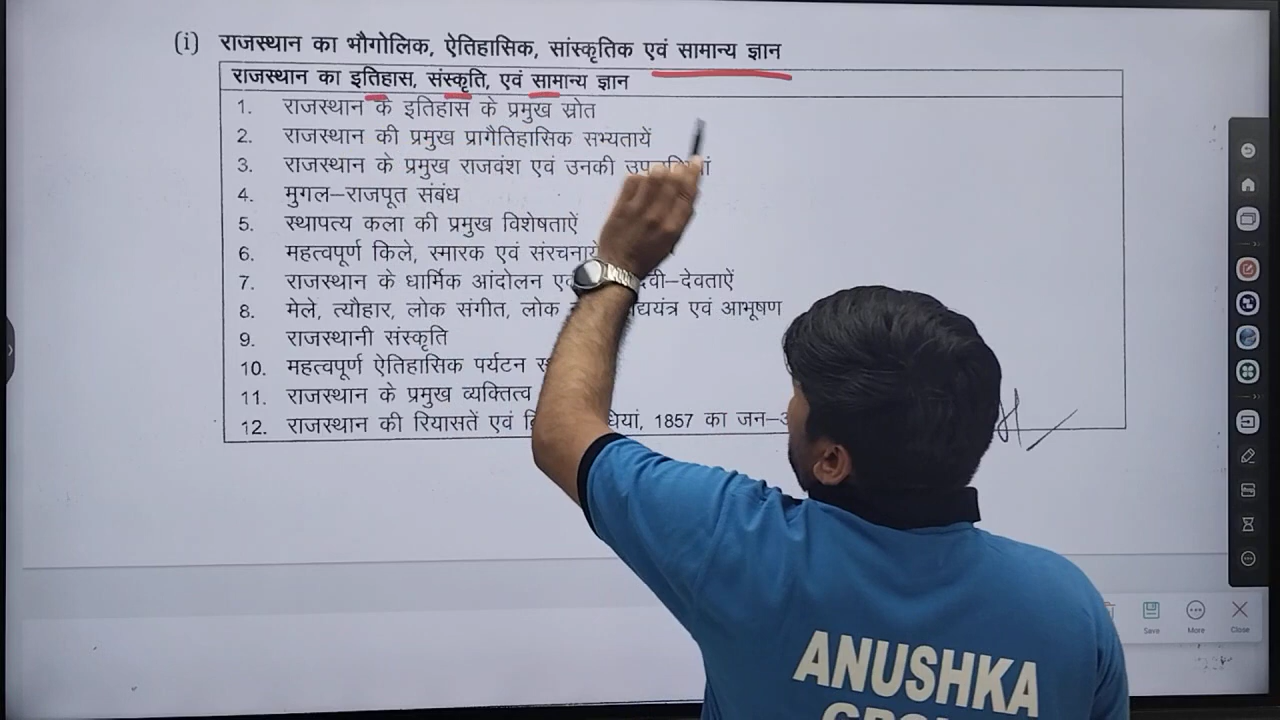 (i) राजस्थान का भौगोलिक, ऐतिहासिक, सांस्कृतिक एवं सामान्य ज्ञान
राजस्थान का इतिहास, संस्कृति, एवं सामान्य ज्ञान
1. राजस्थान के इतिहास के प्रमुख स्रोत
2. राजस्थान की प्रमुख प्रागैतिहासिक सभ्यतायें
3. राजस्थान के प्रमुख राजवंश एवं उनकी
4. मुगल–राजपूत संबंध
5. स्थापत्य कला की प्रमुख विशेषताऐं
6. महत्वपूर्ण किले, स्मारक एवं
7. राजस्थान के धार्मिक आंदोलन
8. मेले, त्यौहार, लोक संगीत, लोक एवं आभूषण
9. राजस्थानी संस्कृति
10. महत्वपूर्ण ऐतिहासिक पर्यटन
11. राजस्थान के प्रमुख व्यक्तित्व
12. राजस्थान की रियासतें एवं 1857 का
Save More Close
ANUSHKA